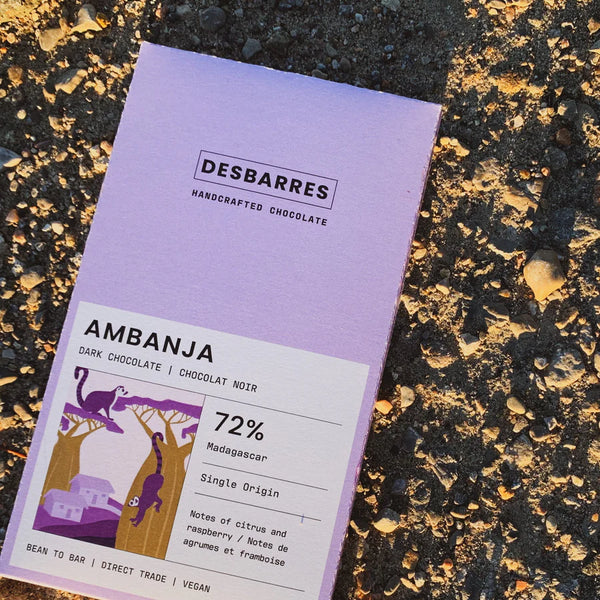 DESBARRES
HANDCRAFTED CHOCOLATE
AMBANJA
DARK CHOCOLATE | CHOCOLAT NOIR
72%
Madagascar
Single Origin
Notes of citrus and
raspberry / Notes de
agrumes et framboise
BEAN TO BAR | DIRECT TRADE | VEGAN